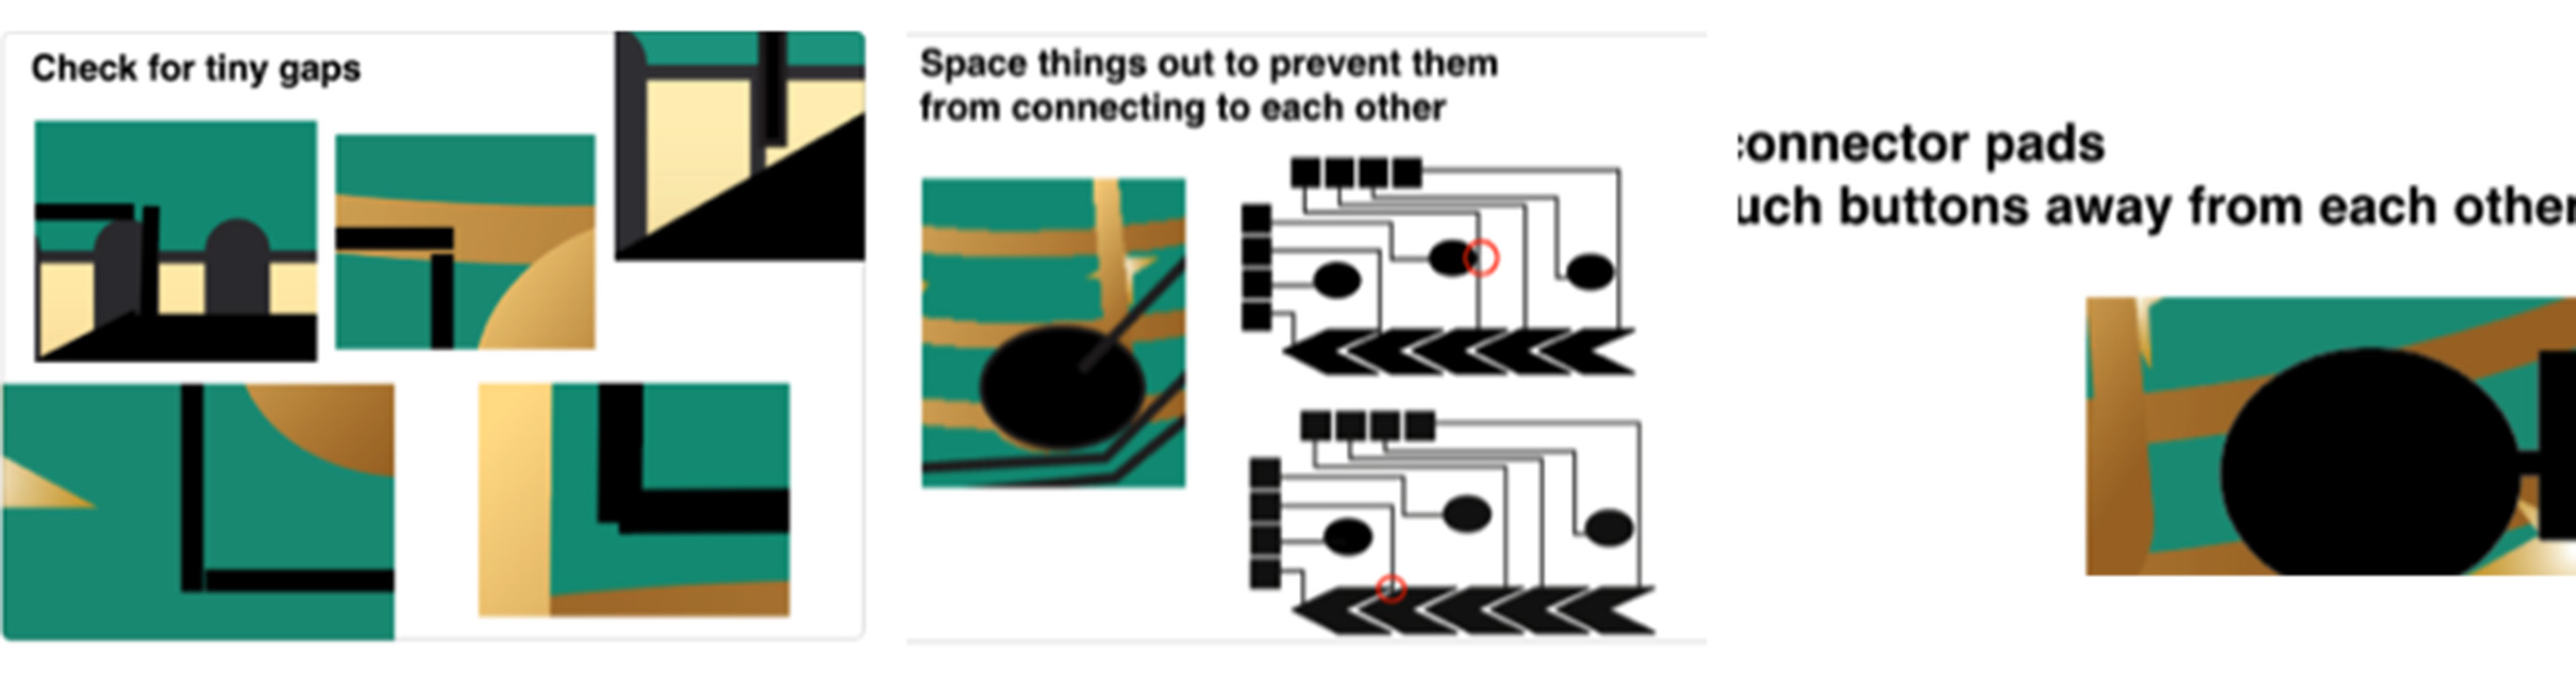 Check for tiny gaps
Space things out to prevent them
from connecting to each other
connector pads
uch buttons away from each other